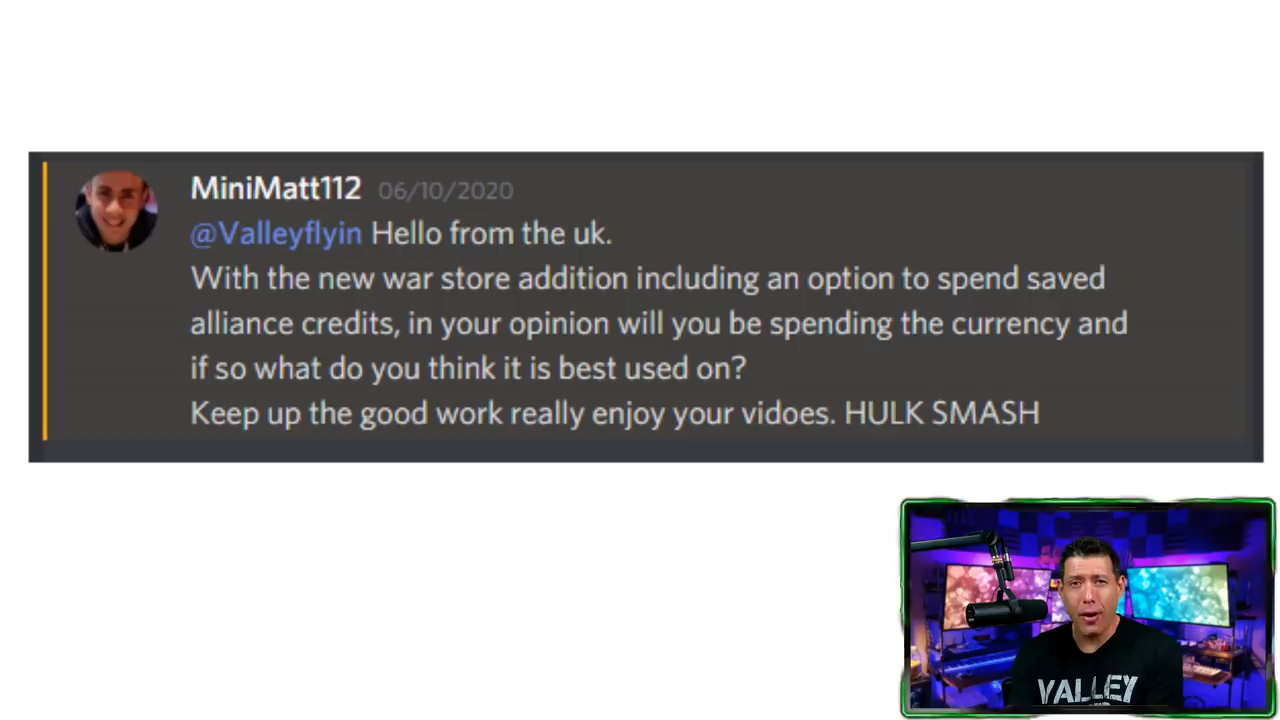 MiniMatt112 06/10/2020
@Valleyflyin Hello from the uk.
With the new war store addition including an option to spend saved
alliance credits, in your opinion will you be spending the currency and
if so what do you think it is best used on?
Keep up the good work really enjoy your vidoes. HULK SMASH
VALLEY